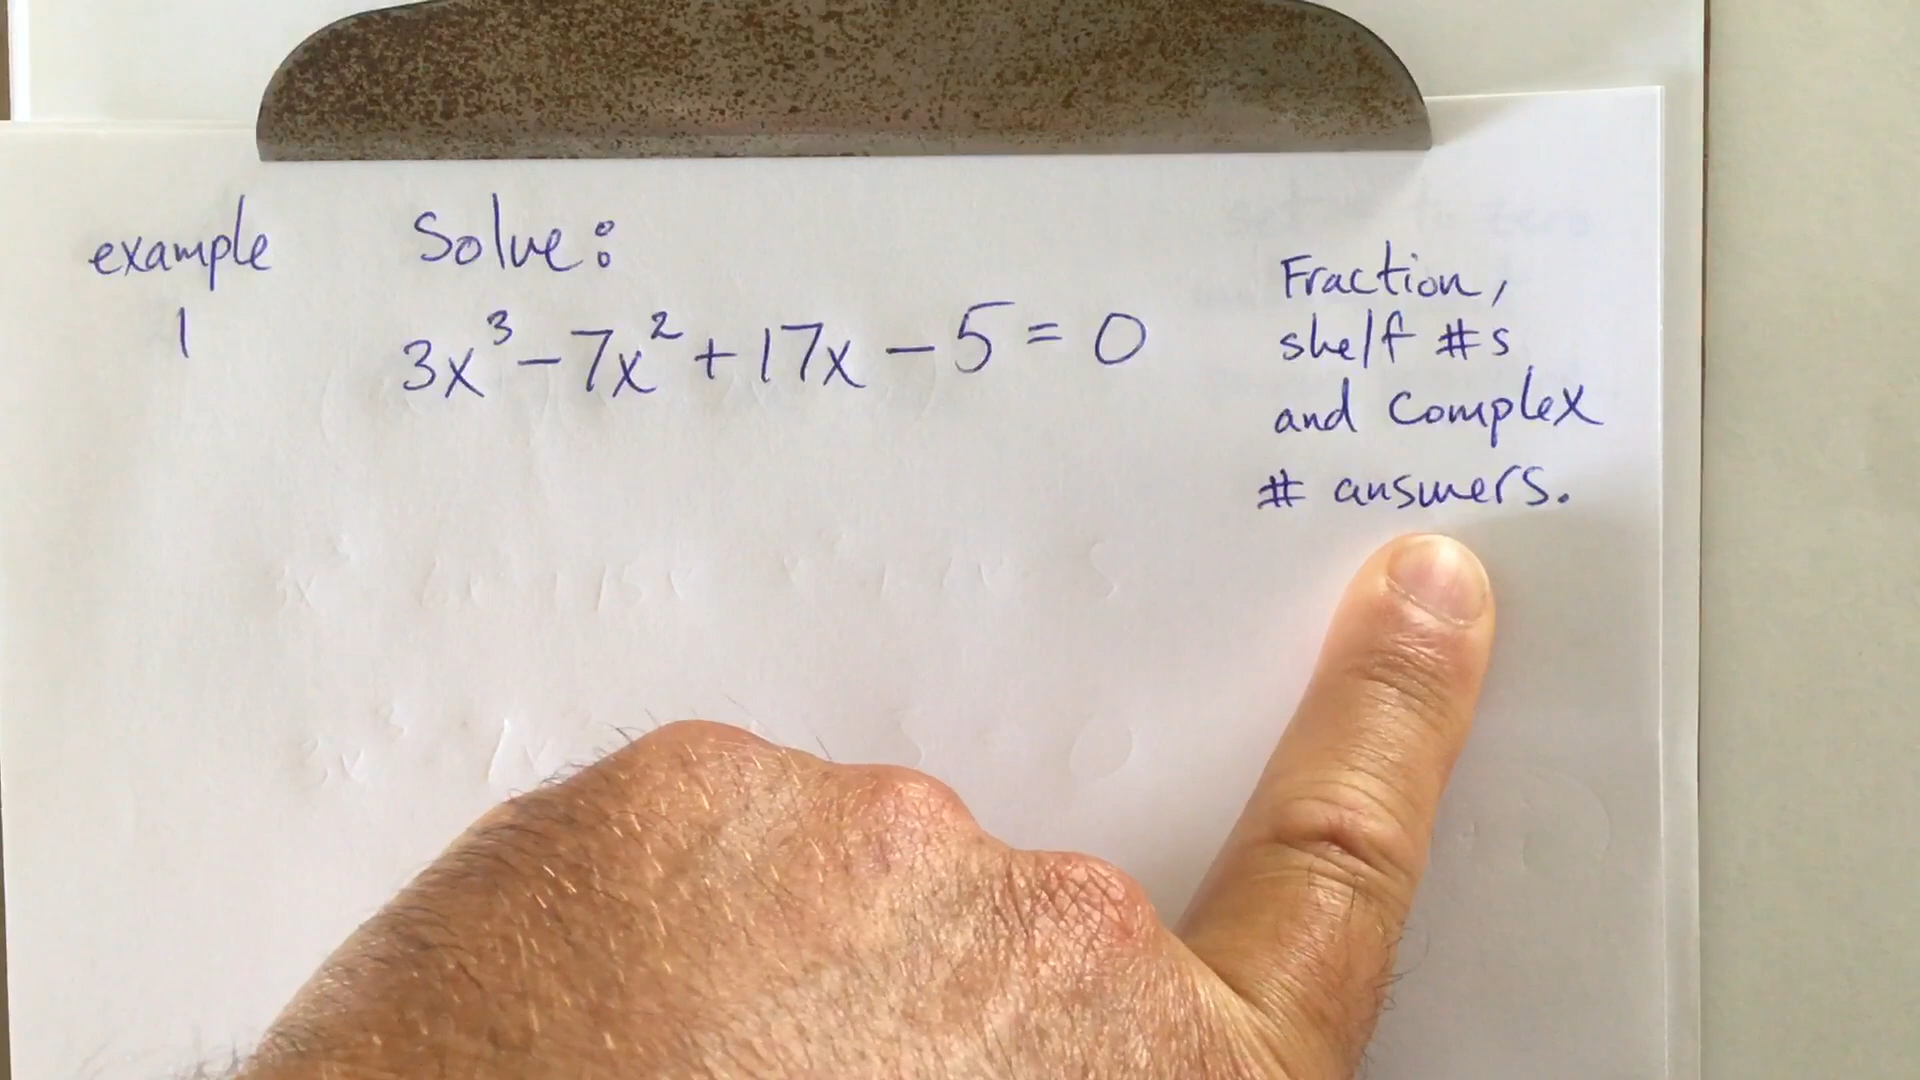 example
1
Solve:
3x³ - 7x² + 17x - 5 = 0
Fraction,
shelf #s
and complex
# answers.